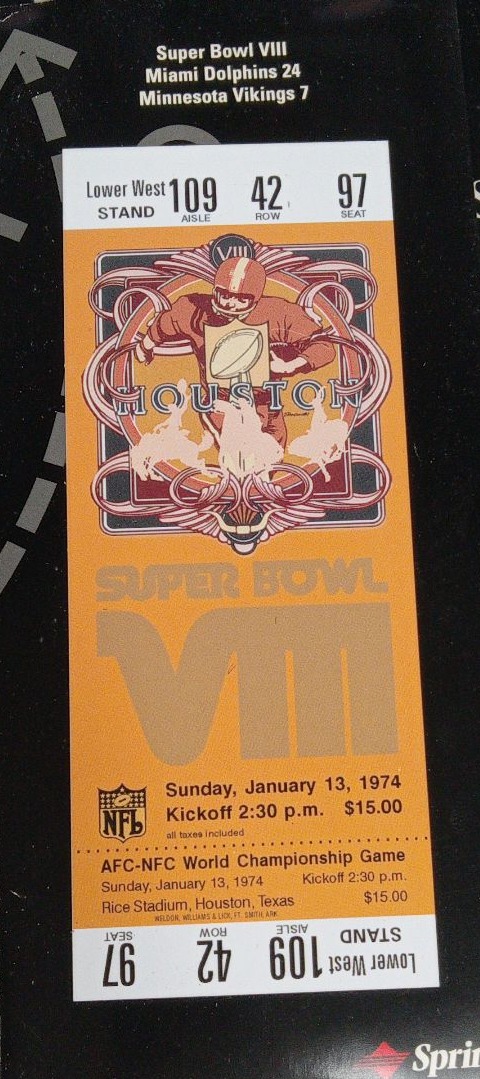 Super Bowl VIII
Miami Dolphins 24
Minnesota Vikings 7
Lower West 109 42 97
STAND AISLE ROW SEAT
VIII
HOUSTON
SUPER BOWL
VIII
Sunday, January 13, 1974
NFL Kickoff 2:30 p.m. $15.00
all taxes included
AFC-NFC World Championship Game
Sunday, January 13, 1974 Kickoff 2:30 p.m.
Rice Stadium, Houston, Texas $15.00
WELDON, WILLIAMS & LICK, FT. SMITH, ARK.
STAND AISLE ROW SEAT
Lower West 109 42 97